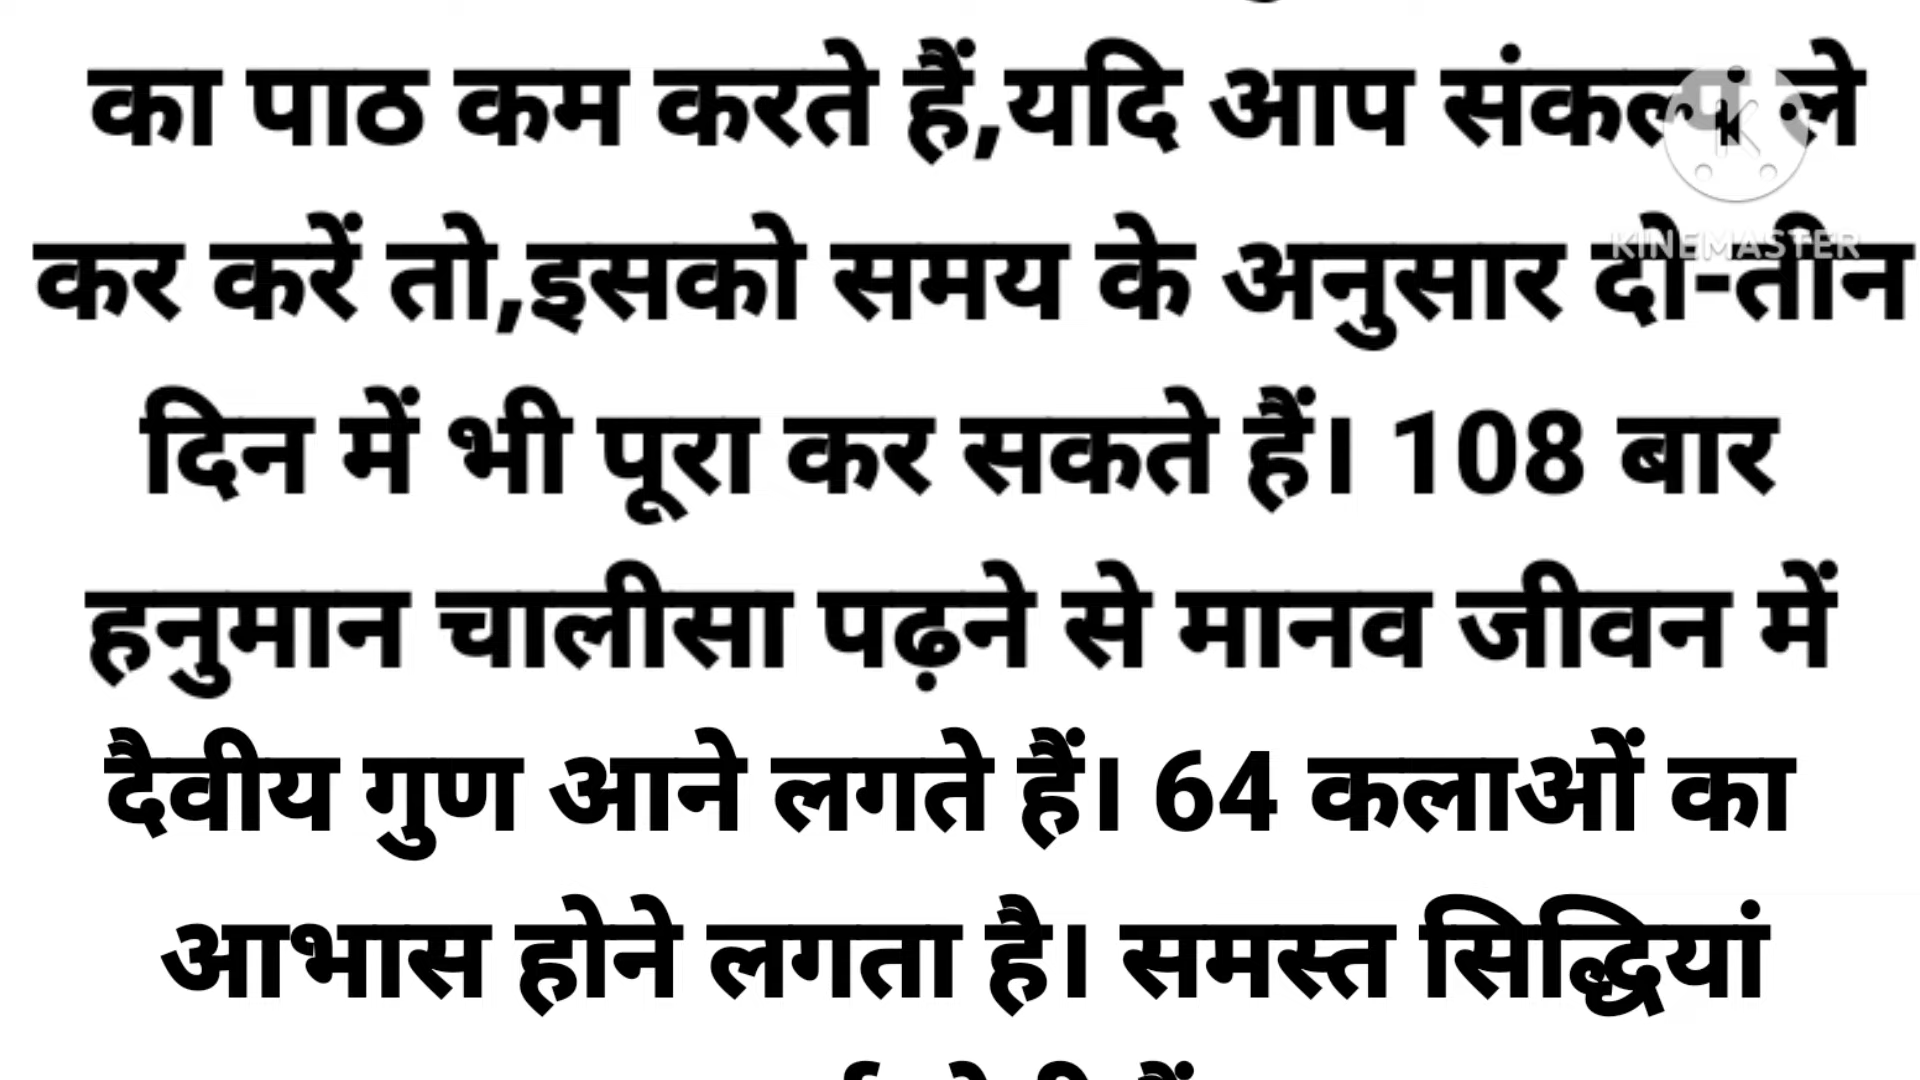 का पाठ कम करते हैं,यदि आप संकल्प ले
कर करें तो,इसको समय के अनुसार दो-तीन
KINEMASTER
दिन में भी पूरा कर सकते हैं। 108 बार
हनुमान चालीसा पढ़ने से मानव जीवन में
दैवीय गुण आने लगते हैं। 64 कलाओं का
आभास होने लगता है। समस्त सिद्धियां